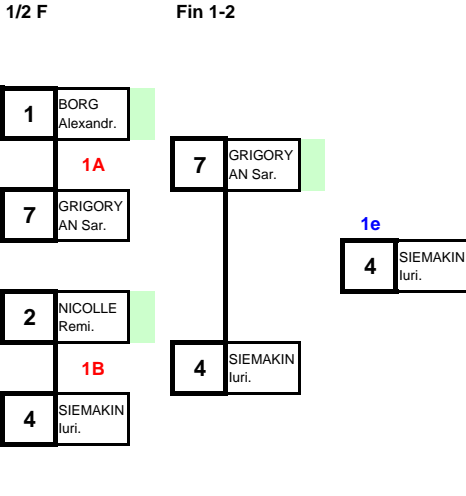 1/2 F
Fin 1-2
1
BORG
Alexandr.
1A
7
GRIGORY
AN Sar.
2
NICOLLE
Remi.
1B
4
SIEMAKIN
Iuri.
7
GRIGORY
AN Sar.
4
SIEMAKIN
Iuri.
1e
4
SIEMAKIN
Iuri.